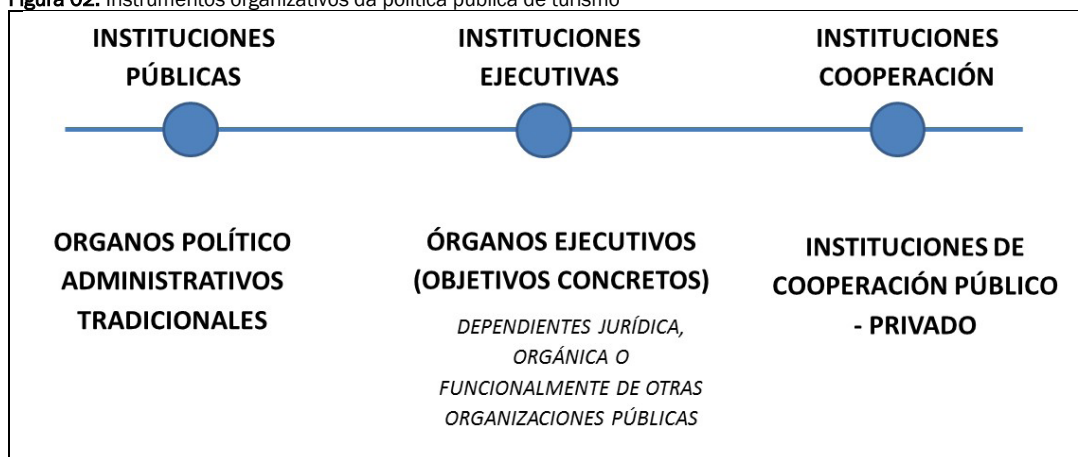 Figura 02. Instrumentos organizativos da política pública de turismo
INSTITUCIONES
PÚBLICAS
INSTITUCIONES
EJECUTIVAS
INSTITUCIONES
COOPERACIÓN
ORGANOS POLÍTICO
ADMINISTRATIVOS
TRADICIONALES
ÓRGANOS EJECUTIVOS
(OBJETIVOS CONCRETOS)
DEPENDIENTES JURÍDICA,
ORGÁNICA O
FUNCIONALMENTE DE OTRAS
ORGANIZACIONES PÚBLICAS
INSTITUCIONES DE
COOPERACIÓN PÚBLICO
- PRIVADO